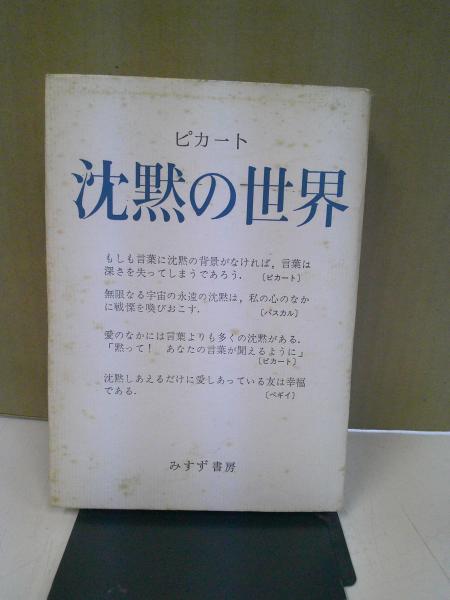 ピカート
沈黙の世界
もしも言葉に沈黙の背景がなければ，言葉は
深さを失ってしまうであろう．〔ピカート〕
無限なる宇宙の永遠の沈黙は，私の心のなか
に戦慄を喚びおこす．〔パスカル〕
愛のなかには言葉よりも多くの沈黙がある．
「黙って！　あなたの言葉が聞えるように」
〔ピカート〕
沈黙しあえるだけに愛しあっている友は幸福
である．〔ペギイ〕
みすず書房